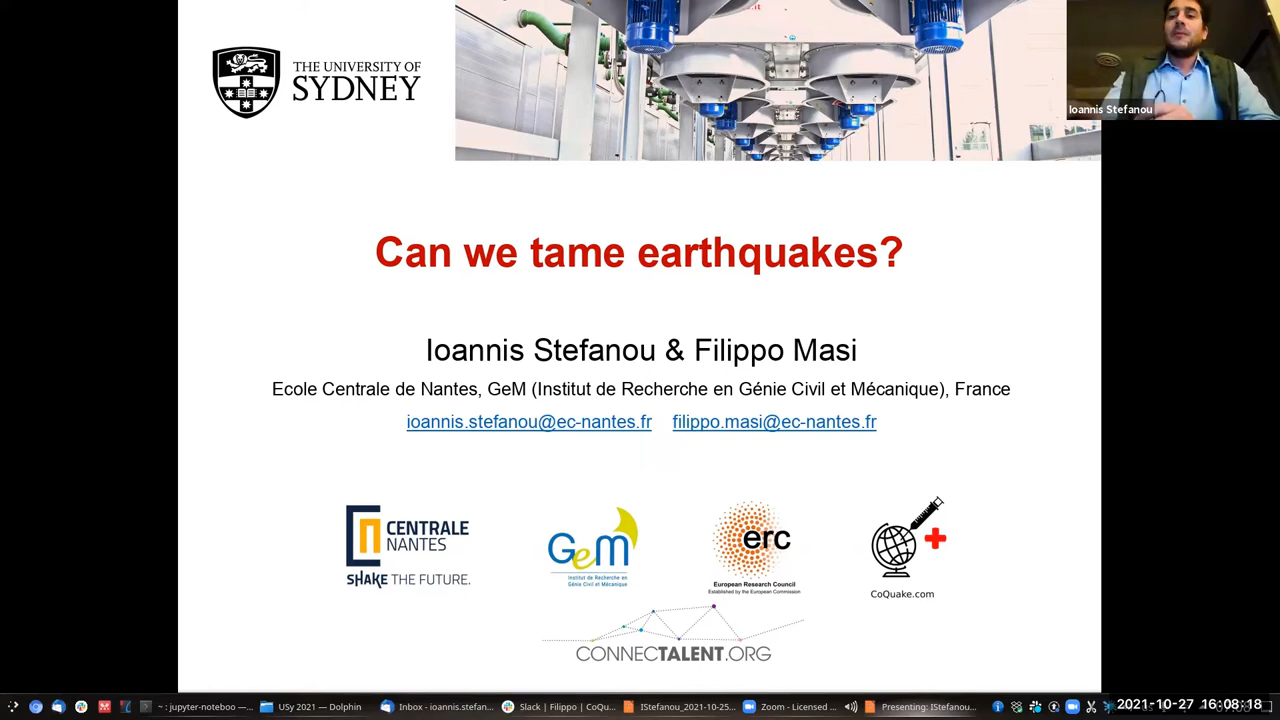 THE UNIVERSITY OF
SYDNEY
Ioannis Stefanou
Can we tame earthquakes?
Ioannis Stefanou & Filippo Masi
Ecole Centrale de Nantes, GeM (Institut de Recherche en Génie Civil et Mécanique), France
ioannis.stefanou@ec-nantes.fr filippo.masi@ec-nantes.fr
CENTRALE
NANTES
SHAKE THE FUTURE.
GeM
Institut de Recherche en
Génie Civil et Mécanique
erc
European Research Council
Established by the European Commission
CoQuake.com
CONNECTALENT.ORG
~ : jupyter-noteboo —... USy 2021 — Dolphin Inbox - ioannis.stefan... Slack | Filippo | CoQu... IStefanou_2021-10-25... Zoom - Licensed ... Presenting: IStefanou... 2021-10-27 16:08:18